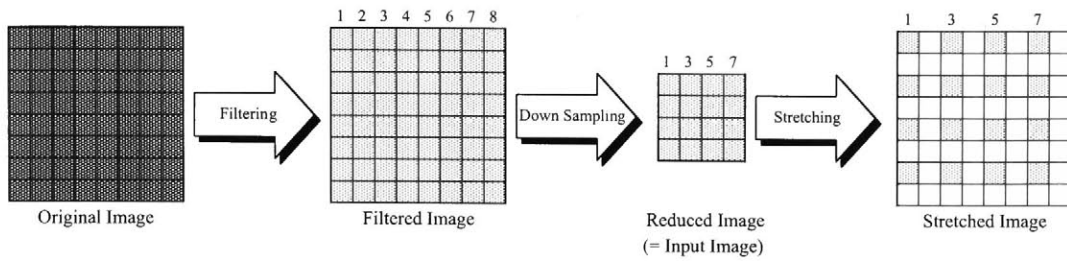 1 2 3 4 5 6 7 8
1 3 5 7
1 3 5 7
Filtering
Down Sampling
Stretching
Original Image
Filtered Image
Reduced Image
(= Input Image)
Stretched Image